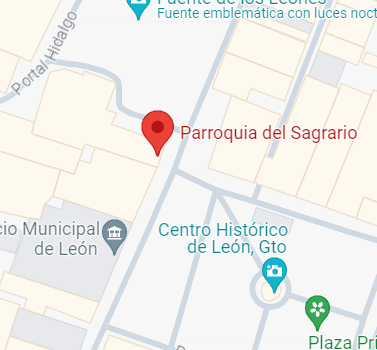 Fuente de los Leones
Fuente emblemática con luces noct
Portal Hidalgo
Parroquia del Sagrario
cio Municipal
de León
Centro Histórico
de León, Gto
Plaza Pri